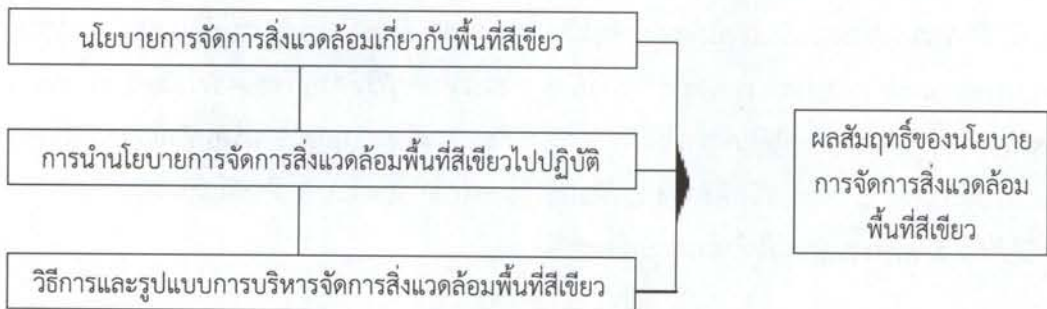 นโยบายการจัดการสิ่งแวดล้อมเกี่ยวกับพื้นที่สีเขียว
การนำนโยบายการจัดการสิ่งแวดล้อมพื้นที่สีเขียวไปปฏิบัติ
วิธีการและรูปแบบการบริหารจัดการสิ่งแวดล้อมพื้นที่สีเขียว
ผลสัมฤทธิ์ของนโยบาย
การจัดการสิ่งแวดล้อม
พื้นที่สีเขียว